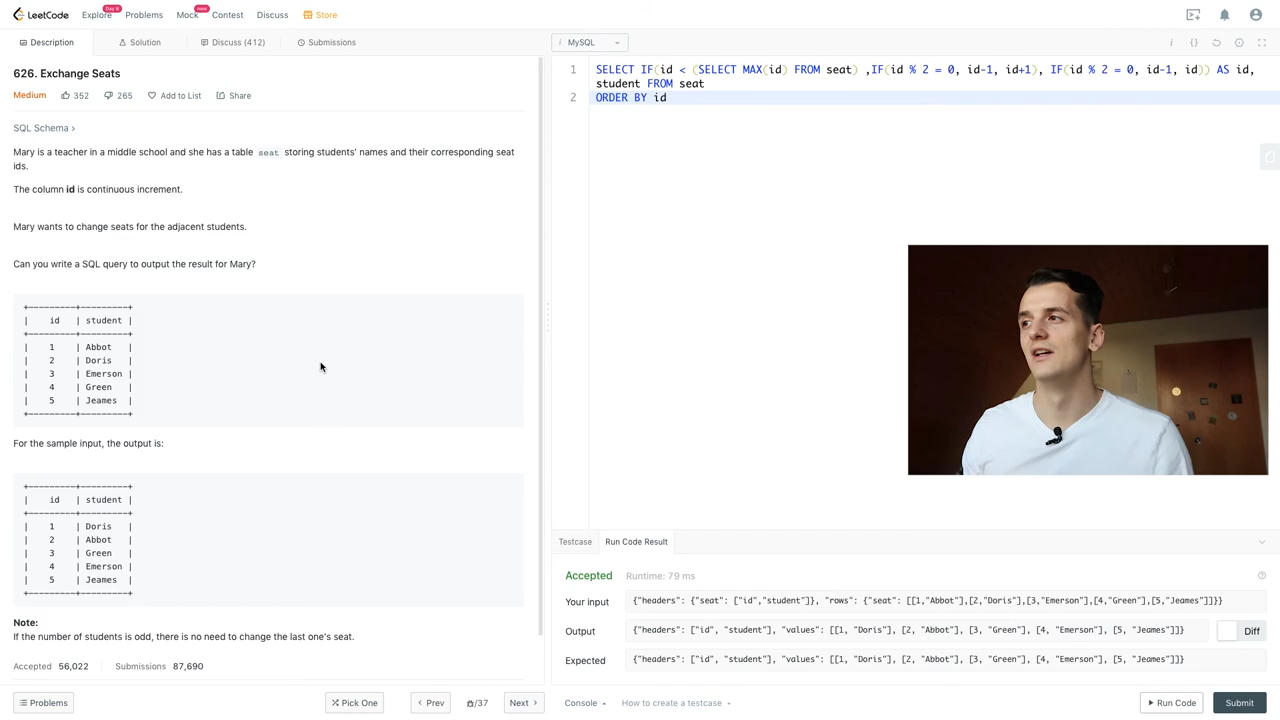 LeetCode
Explore
Day 8
Problems
Mock
new
Contest
Discuss
Store
Description
Solution
Discuss (412)
Submissions
626. Exchange Seats
Medium
352
265
Add to List
Share
SQL Schema >
Mary is a teacher in a middle school and she has a table seat storing students' names and their corresponding seat
ids.
The column id is continuous increment.
Mary wants to change seats for the adjacent students.
Can you write a SQL query to output the result for Mary?
+---------+---------+
|    id   | student |
+---------+---------+
|    1    | Abbot   |
|    2    | Doris   |
|    3    | Emerson |
|    4    | Green   |
|    5    | Jeames  |
+---------+---------+
For the sample input, the output is:
+---------+---------+
|    id   | student |
+---------+---------+
|    1    | Doris   |
|    2    | Abbot   |
|    3    | Green   |
|    4    | Emerson |
|    5    | Jeames  |
+---------+---------+
Note:
If the number of students is odd, there is no need to change the last one's seat.
Accepted 56,022 Submissions 87,690
Problems
Pick One
< Prev
/37
Next >
i MySQL
1 SELECT IF(id < (SELECT MAX(id) FROM seat) ,IF(id % 2 = 0, id-1, id+1), IF(id % 2 = 0, id-1, id)) AS id,
student FROM seat
2 ORDER BY id
Testcase
Run Code Result
Accepted Runtime: 79 ms
Your input {"headers": {"seat": ["id","student"]}, "rows": {"seat": [[1,"Abbot"],[2,"Doris"],[3,"Emerson"],[4,"Green"],[5,"Jeames"]]}}
Output {"headers": ["id", "student"], "values": [[1, "Doris"], [2, "Abbot"], [3, "Green"], [4, "Emerson"], [5, "Jeames"]]}
Diff
Expected {"headers": ["id", "student"], "values": [[1, "Doris"], [2, "Abbot"], [3, "Green"], [4, "Emerson"], [5, "Jeames"]]}
Console
How to create a testcase
Run Code
Submit